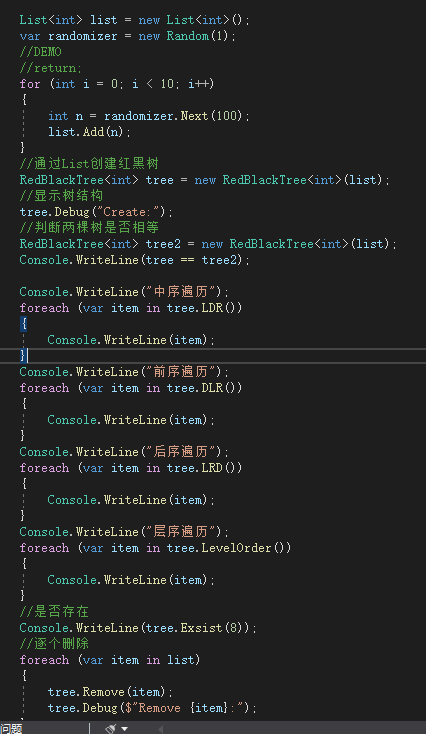 List<int> list = new List<int>();
var randomizer = new Random(1);
//DEMO
//return;
for (int i = 0; i < 10; i++)
{
    int n = randomizer.Next(100);
    list.Add(n);
}
//通过List创建红黑树
RedBlackTree<int> tree = new RedBlackTree<int>(list);
//显示树结构
tree.Debug("Create:");
//判断两棵树是否相等
RedBlackTree<int> tree2 = new RedBlackTree<int>(list);
Console.WriteLine(tree == tree2);
Console.WriteLine("中序遍历");
foreach (var item in tree.LDR())
{
    Console.WriteLine(item);
}
Console.WriteLine("前序遍历");
foreach (var item in tree.DLR())
{
    Console.WriteLine(item);
}
Console.WriteLine("后序遍历");
foreach (var item in tree.LRD())
{
    Console.WriteLine(item);
}
Console.WriteLine("层序遍历");
foreach (var item in tree.LevelOrder())
{
    Console.WriteLine(item);
}
//是否存在
Console.WriteLine(tree.Exsist(8));
//逐个删除
foreach (var item in list)
{
    tree.Remove(item);
    tree.Debug($"Remove {item}:");
}
问题